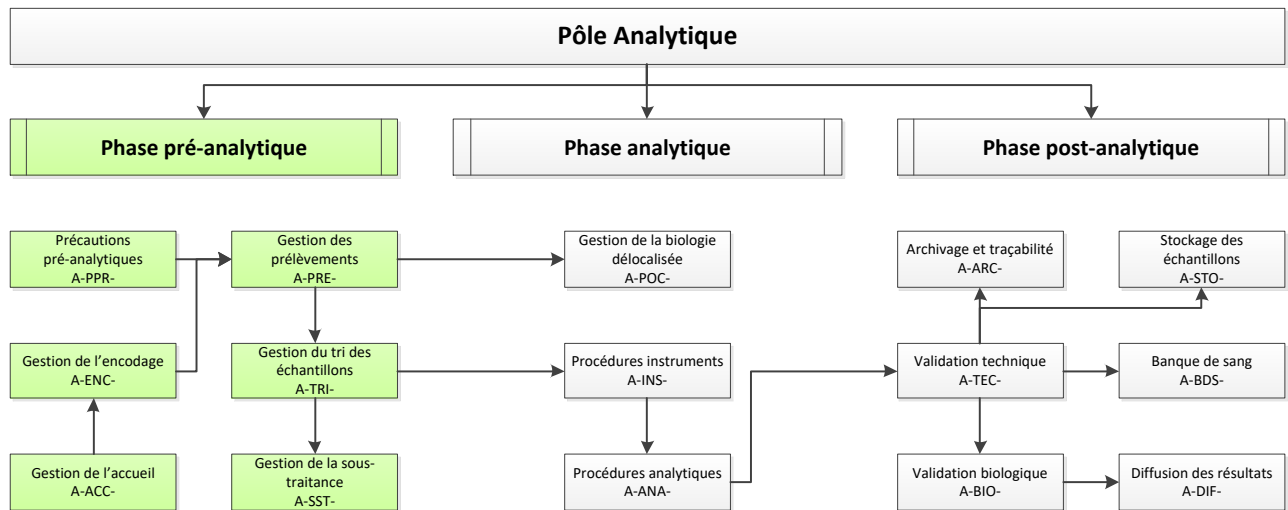 Pôle Analytique
Phase pré-analytique
Phase analytique
Phase post-analytique
Précautions
pré-analytiques
A-PPR-
Gestion des
prélèvements
A-PRE-
Gestion de la biologie
délocalisée
A-POC-
Archivage et traçabilité
A-ARC-
Stockage des
échantillons
A-STO-
Gestion de l'encodage
A-ENC-
Gestion du tri des
échantillons
A-TRI-
Procédures instruments
A-INS-
Validation technique
A-TEC-
Banque de sang
A-BDS-
Gestion de l'accueil
A-ACC-
Gestion de la sous-
traitance
A-SST-
Procédures analytiques
A-ANA-
Validation biologique
A-BIO-
Diffusion des résultats
A-DIF-